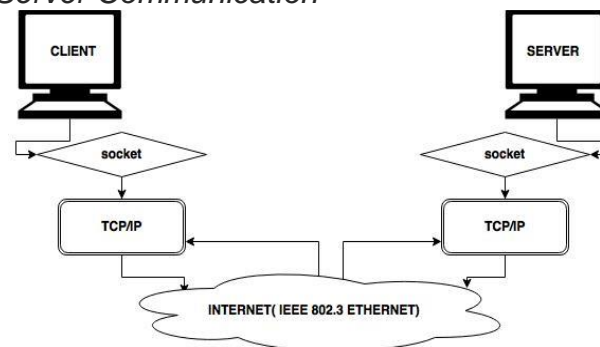 Server Communication
CLIENT
SERVER
socket
socket
TCP/IP
TCP/IP
INTERNET( IEEE 802.3 ETHERNET)